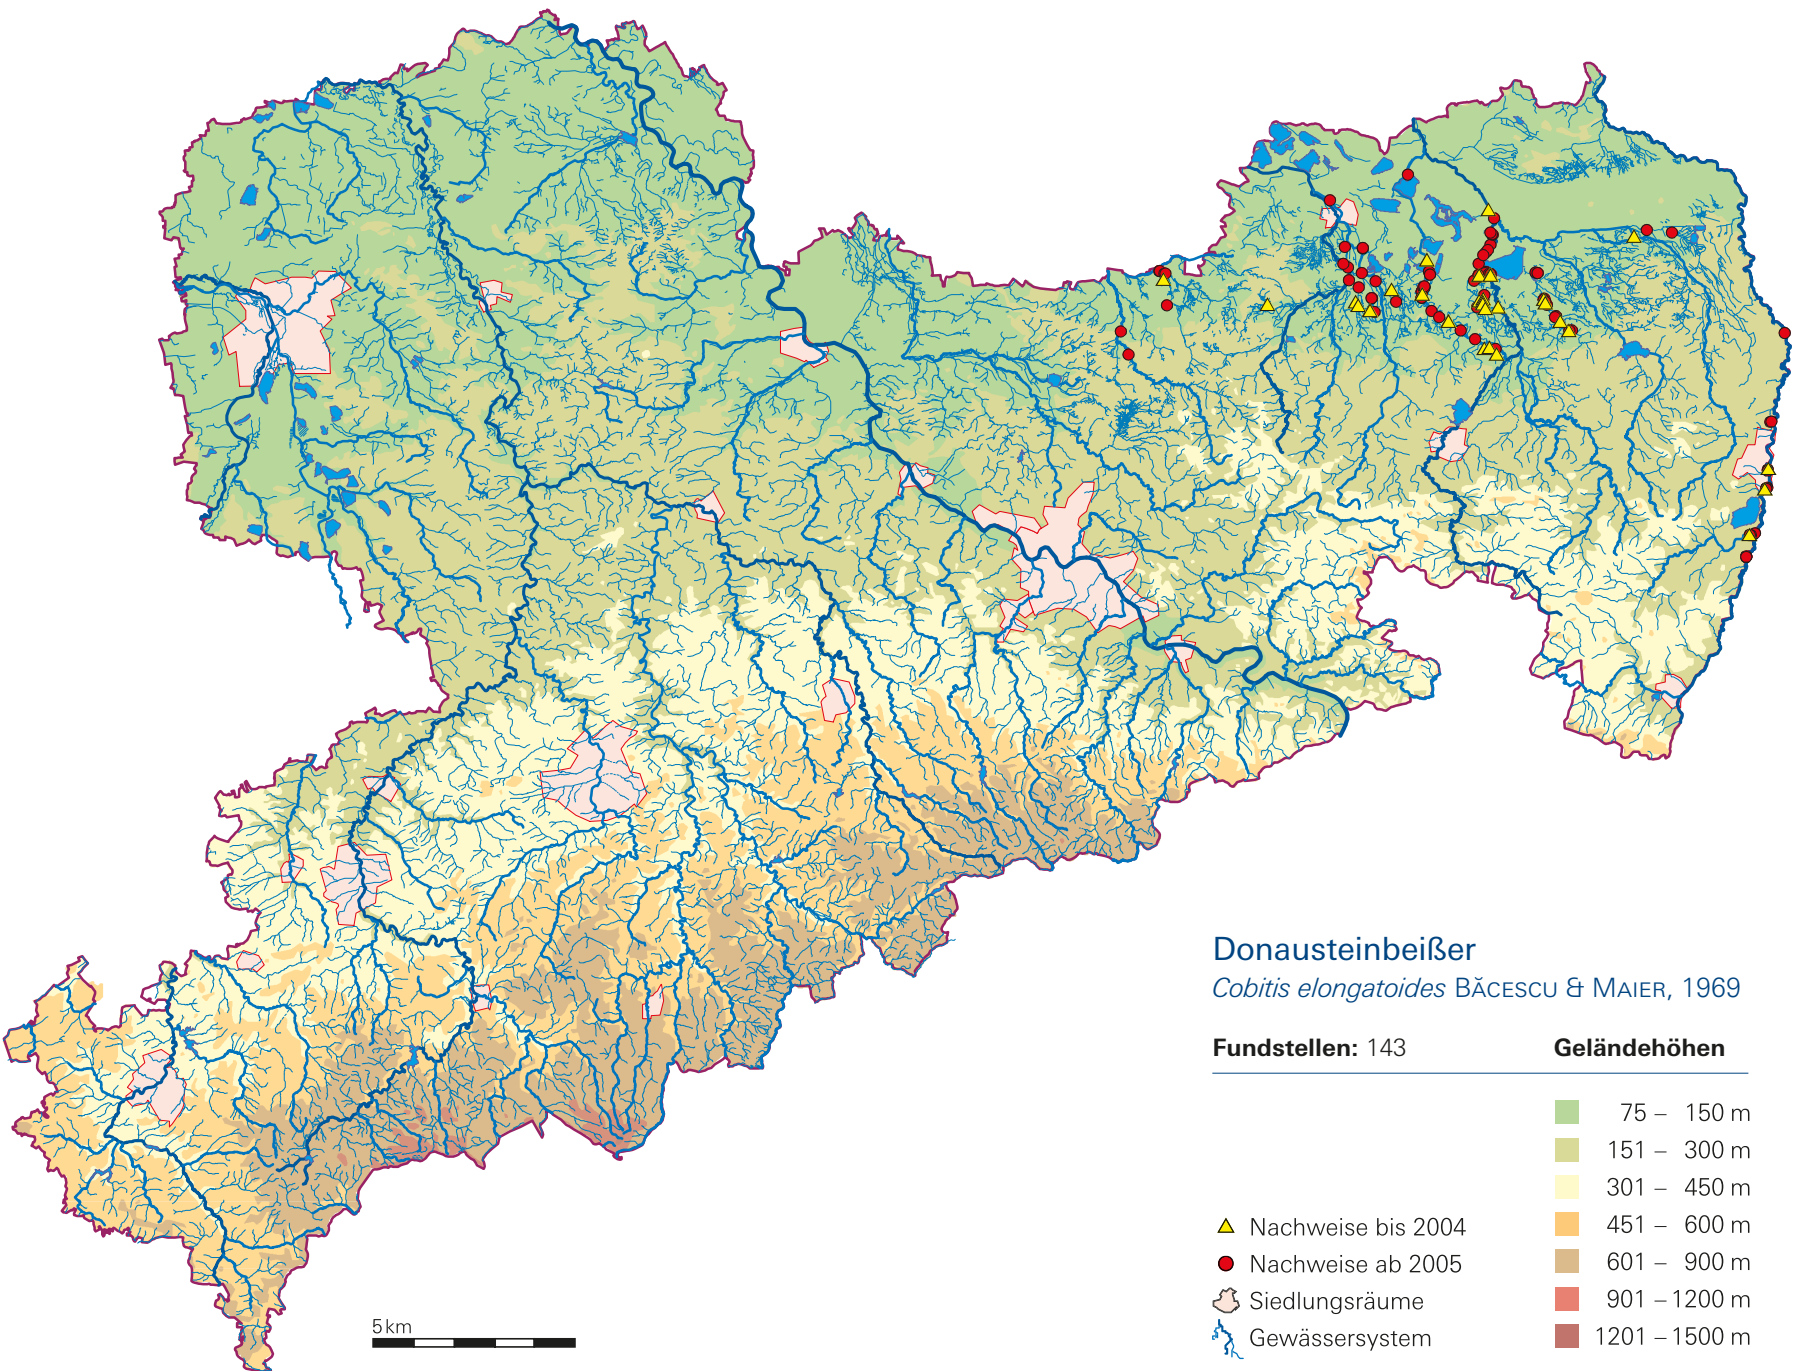 Donausteinbeißer
Cobitis elongatoides BĂCESCU & MAIER, 1969
Fundstellen: 143
Geländehöhen
75 – 150 m
151 – 300 m
301 – 450 m
451 – 600 m
601 – 900 m
901 – 1200 m
1201 – 1500 m
Nachweise bis 2004
Nachweise ab 2005
Siedlungsräume
Gewässersystem
5 km